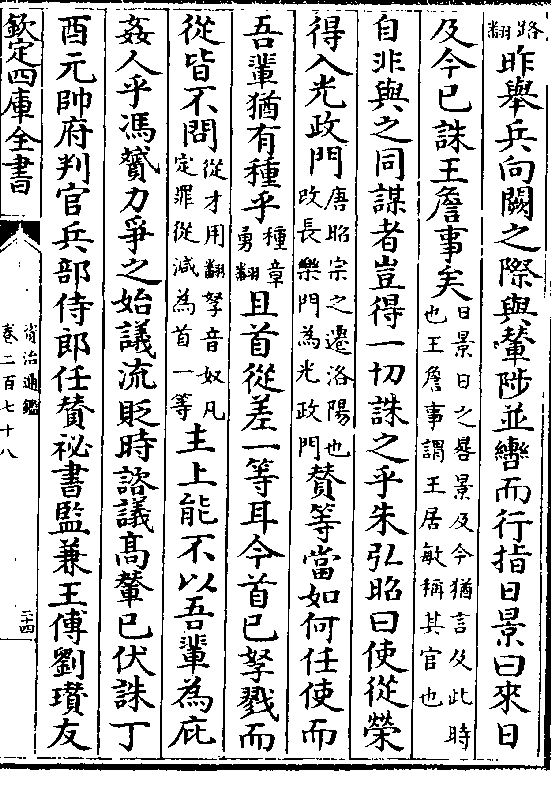 路翻昨舉兵向闕之際與輦陟並轡而行指日景曰來日
及今已誅王詹事矣日景日之晷景及今猶言及此時也王詹事謂王居敏稱其官也
自非與之同謀者豈得一切誅之乎朱弘昭曰使從榮
得入光政門唐昭宗之遷洛陽也改長樂門為光政門贊等當如何任使而
吾輩猶有種乎種章勇翻且首從差一等耳今首已孥戮而
從皆不問從才用翻孥音奴凡定罪從減為首一等主上能不以吾輩為庇
姦人乎馮贇力爭之始議流貶時諮議高輦已伏誅丁
酉元帥府判官兵部侍郎任贊祕書監兼王傅劉瓚友
欽定四庫全書
資治通鑑
卷二百七十八
二十四